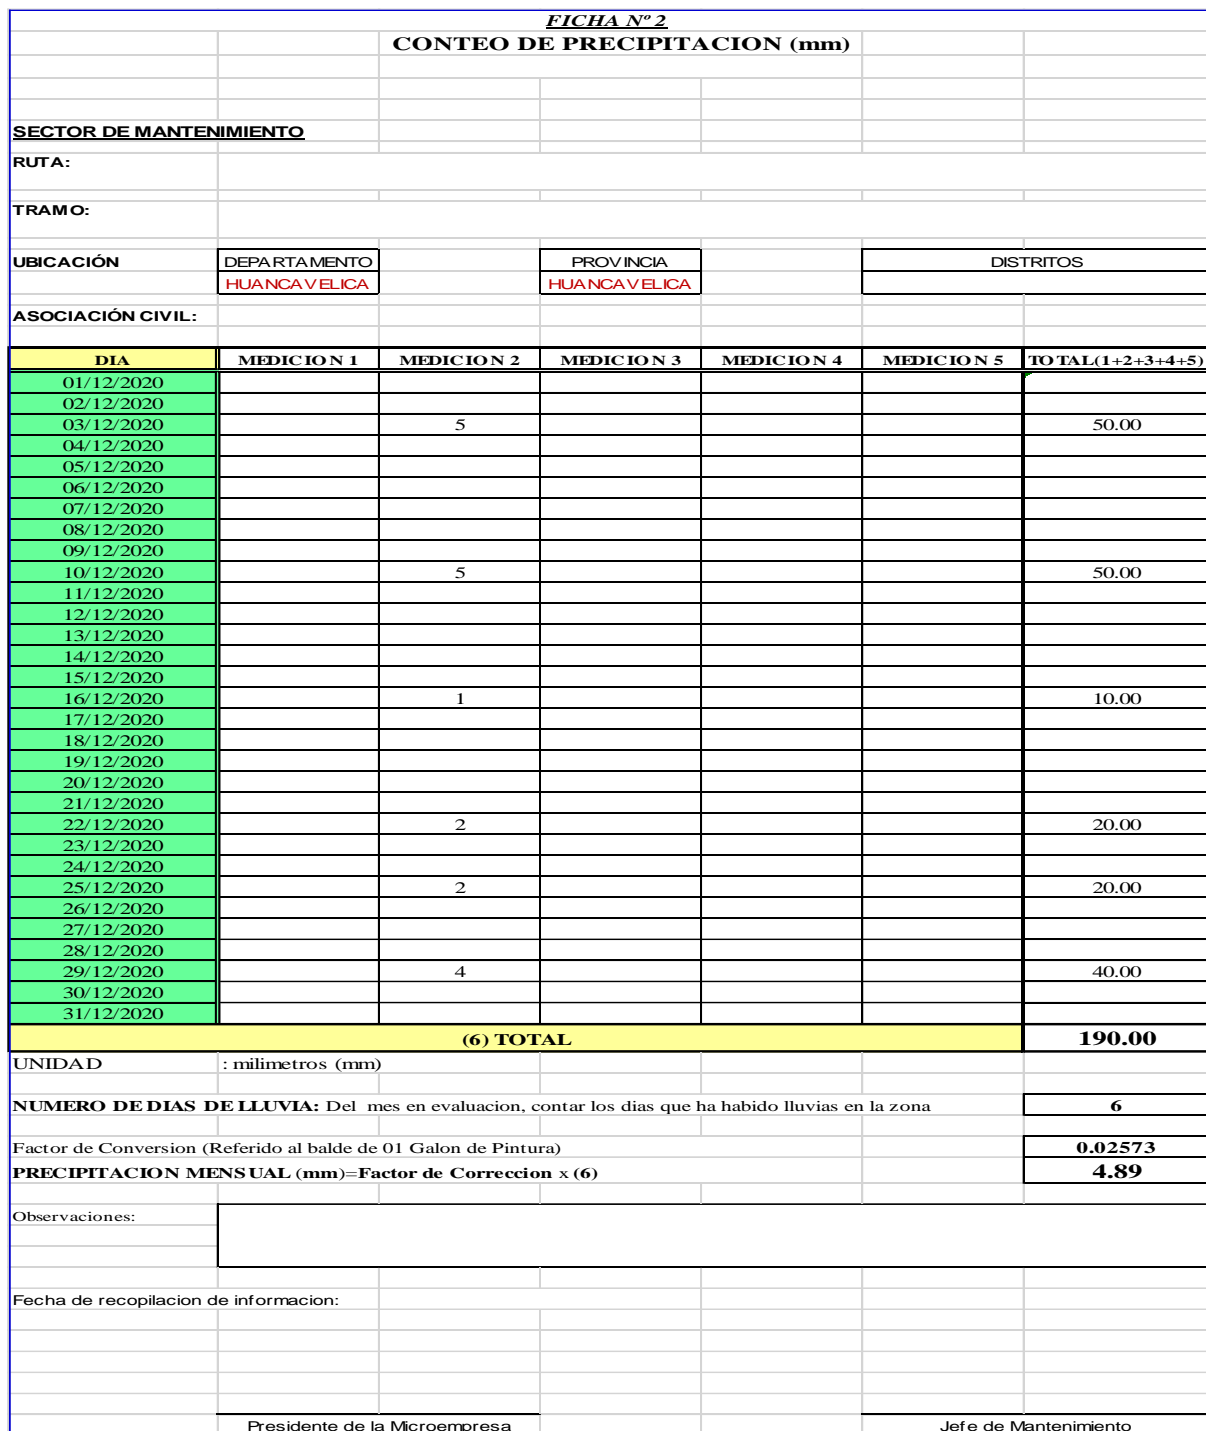 FICHA Nº 2
CONTEO DE PRECIPITACION (mm)
SECTOR DE MANTENIMIENTO
RUTA:
TRAMO:
UBICACIÓN DEPARTAMENTO PROVINCIA DISTRITOS
HUANCAVELICA HUANCAVELICA
ASOCIACIÓN CIVIL:
DIA MEDICION 1 MEDICION 2 MEDICION 3 MEDICION 4 MEDICION 5 TOTAL(1+2+3+4+5)
01/12/2020
02/12/2020
03/12/2020 5 50.00
04/12/2020
05/12/2020
06/12/2020
07/12/2020
08/12/2020
09/12/2020
10/12/2020 5 50.00
11/12/2020
12/12/2020
13/12/2020
14/12/2020
15/12/2020
16/12/2020 1 10.00
17/12/2020
18/12/2020
19/12/2020
20/12/2020
21/12/2020
22/12/2020 2 20.00
23/12/2020
24/12/2020
25/12/2020 2 20.00
26/12/2020
27/12/2020
28/12/2020
29/12/2020 4 40.00
30/12/2020
31/12/2020
(6) TOTAL 190.00
UNIDAD : milimetros (mm)
NUMERO DE DIAS DE LLUVIA: Del mes en evaluacion, contar los dias que ha habido lluvias en la zona 6
Factor de Conversion (Referido al balde de 01 Galon de Pintura) 0.02573
PRECIPITACION MENSUAL (mm)=Factor de Correccion x (6) 4.89
Observaciones:
Fecha de recopilacion de informacion:
Presidente de la Microempresa Jefe de Mantenimiento